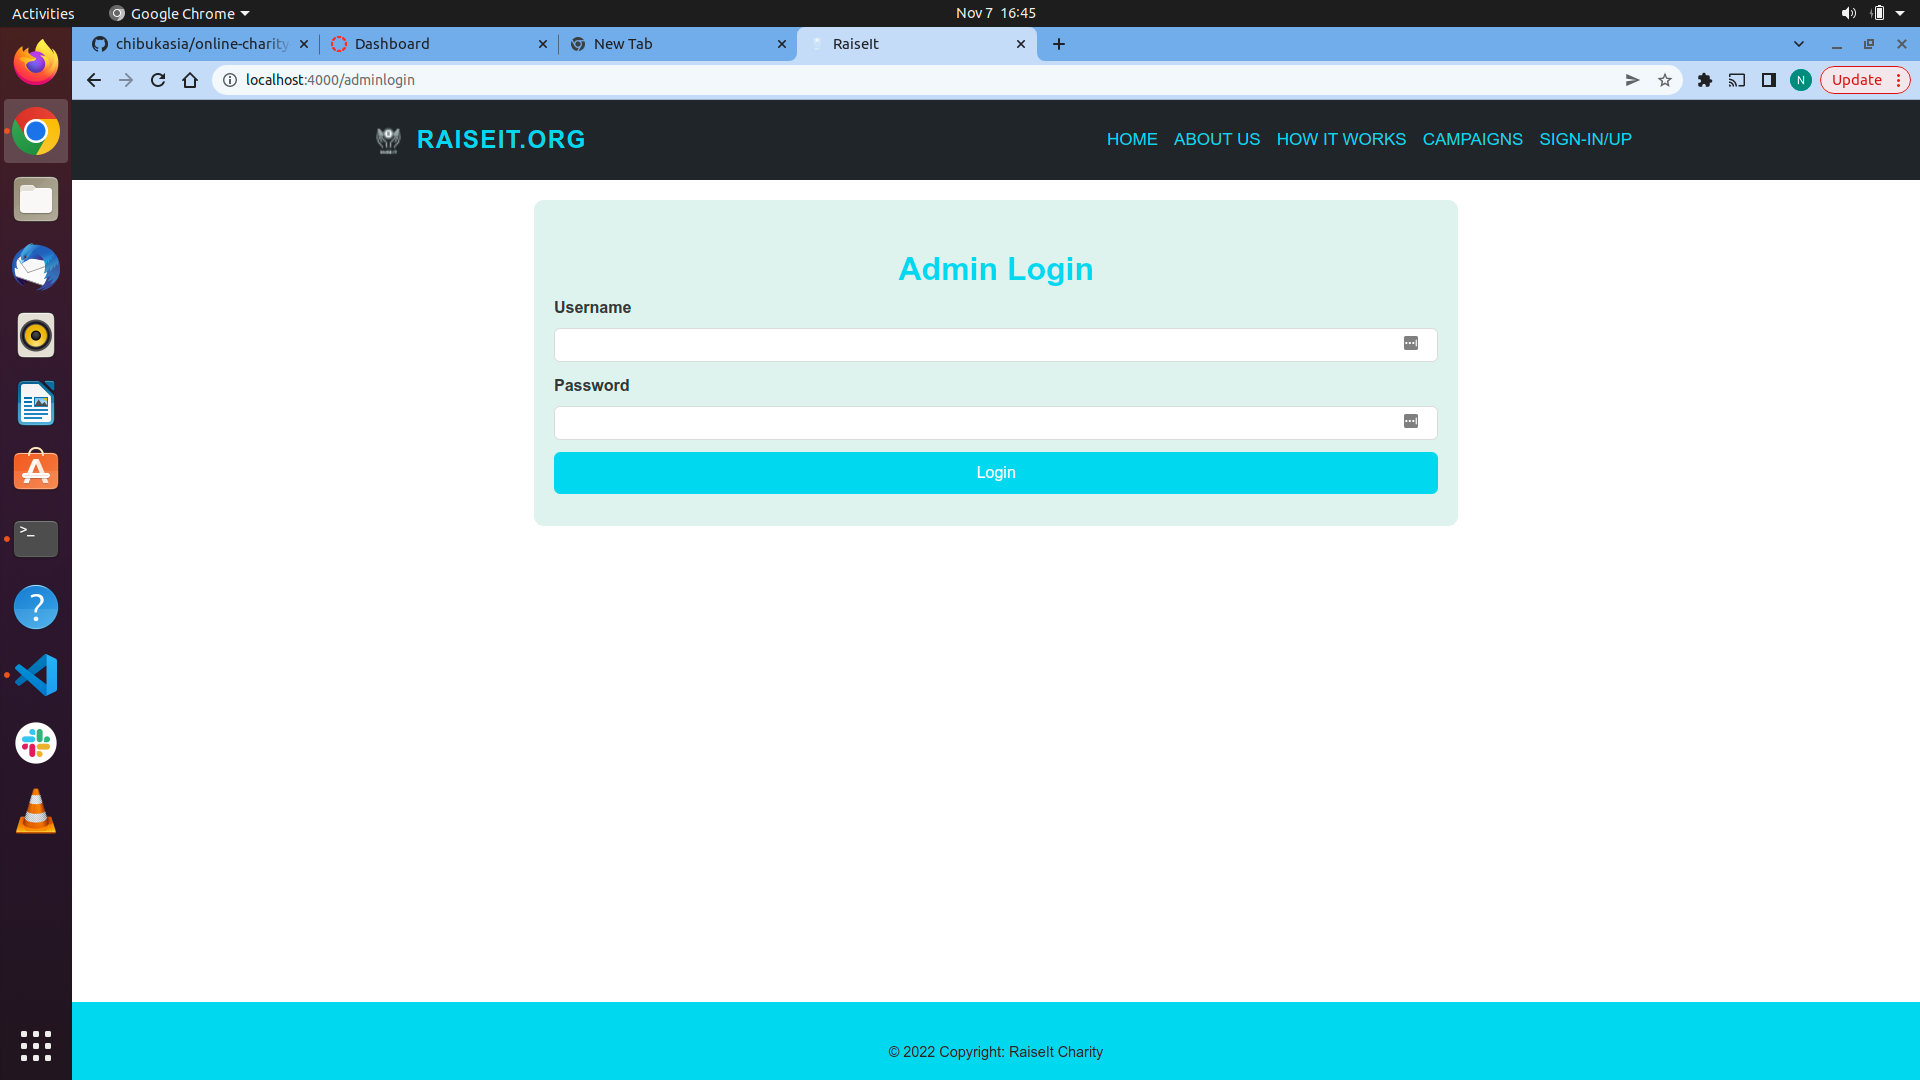 Activities
Google Chrome
Nov 7 16:45
chibukasia/online-charity
Dashboard
New Tab
RaiseIt
localhost:4000/adminlogin
N
Update
RAISEIT.ORG
HOME
ABOUT US
HOW IT WORKS
CAMPAIGNS
SIGN-IN/UP
Admin Login
Username
Password
Login
© 2022 Copyright: RaiseIt Charity